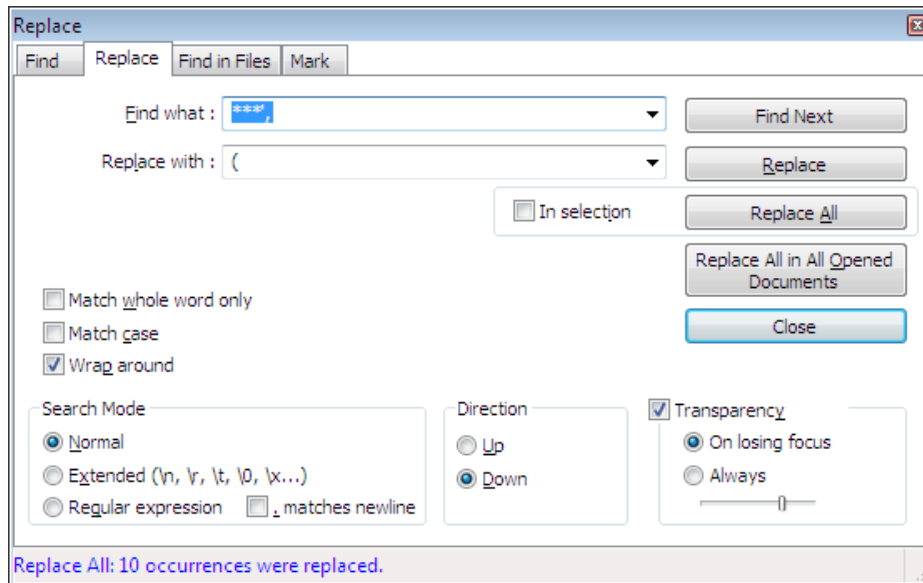 Replace
Find Replace Find in Files Mark
Find what : ***', Find Next
Replace with : ( Replace
In selection Replace All
Replace All in All Opened Documents
Match whole word only
Match case Close
Wrap around
Search Mode Direction Transparency
Normal Up On losing focus
Extended (\n, \r, \t, \0, \x...) Down Always
Regular expression . matches newline
Replace All: 10 occurrences were replaced.